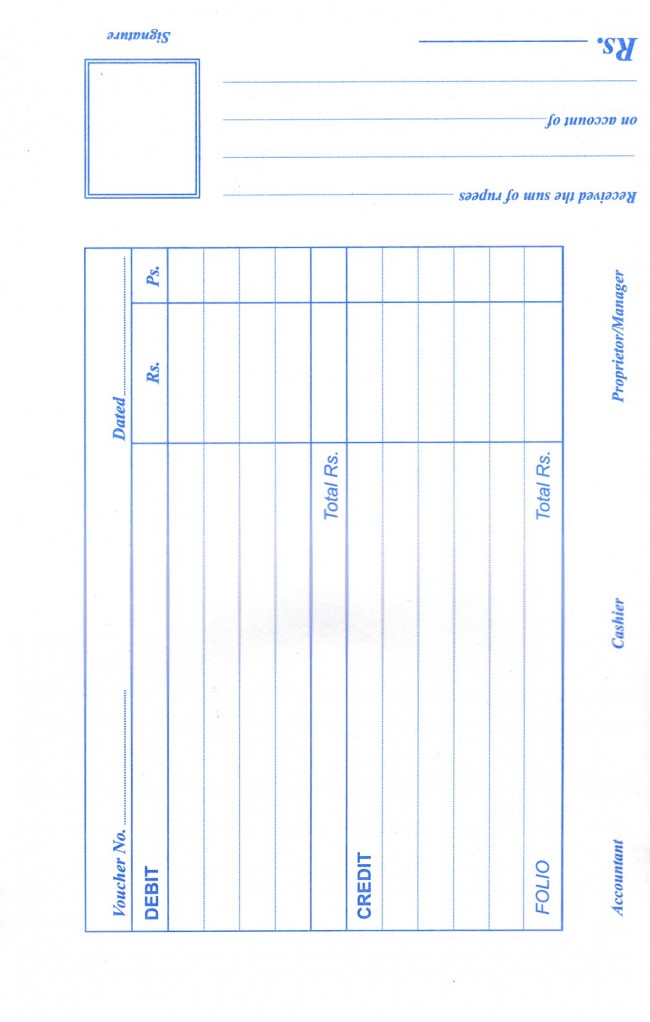 Voucher No. Dated
DEBIT Rs. Ps.
Total Rs.
CREDIT
FOLIO Total Rs.
Accountant Cashier Proprietor/Manager
Received the sum of rupees
on account of
Rs.
Signature